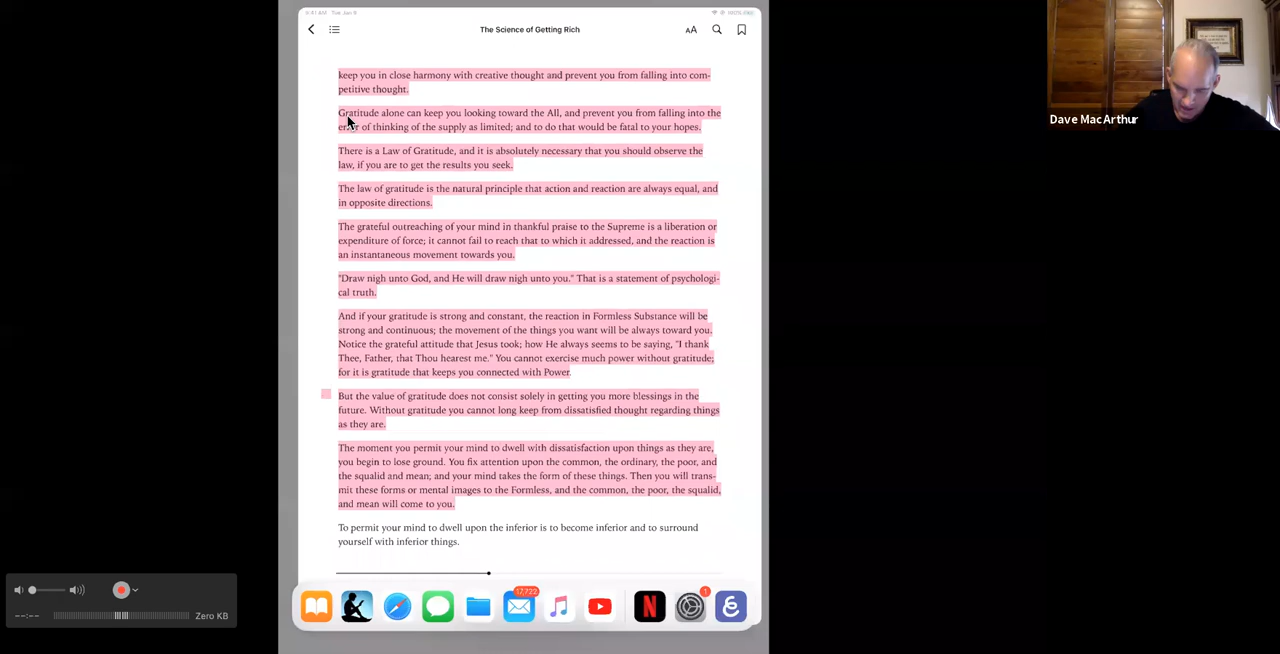 9:41 AM Tue Jan 9
100%
The Science of Getting Rich
AA
keep you in close harmony with creative thought and prevent you from falling into com-
petitive thought.
Gratitude alone can keep you looking toward the All, and prevent you from falling into the
error of thinking of the supply as limited; and to do that would be fatal to your hopes.
There is a Law of Gratitude, and it is absolutely necessary that you should observe the
law, if you are to get the results you seek.
The law of gratitude is the natural principle that action and reaction are always equal, and
in opposite directions.
The grateful outreaching of your mind in thankful praise to the Supreme is a liberation or
expenditure of force; it cannot fail to reach that to which it addressed, and the reaction is
an instantaneous movement towards you.
"Draw nigh unto God, and He will draw nigh unto you." That is a statement of psychologi-
cal truth.
And if your gratitude is strong and constant, the reaction in Formless Substance will be
strong and continuous; the movement of the things you want will be always toward you.
Notice the grateful attitude that Jesus took; how He always seems to be saying, "I thank
Thee, Father, that Thou hearest me." You cannot exercise much power without gratitude;
for it is gratitude that keeps you connected with Power.
But the value of gratitude does not consist solely in getting you more blessings in the
future. Without gratitude you cannot long keep from dissatisfied thought regarding things
as they are.
The moment you permit your mind to dwell with dissatisfaction upon things as they are,
you begin to lose ground. You fix attention upon the common, the ordinary, the poor, and
the squalid and mean; and your mind takes the form of these things. Then you will trans-
mit these forms or mental images to the Formless, and the common, the poor, the squalid,
and mean will come to you.
To permit your mind to dwell upon the inferior is to become inferior and to surround
yourself with inferior things.
17,722
1
N
Dave MacArthur
--:--
Zero KB